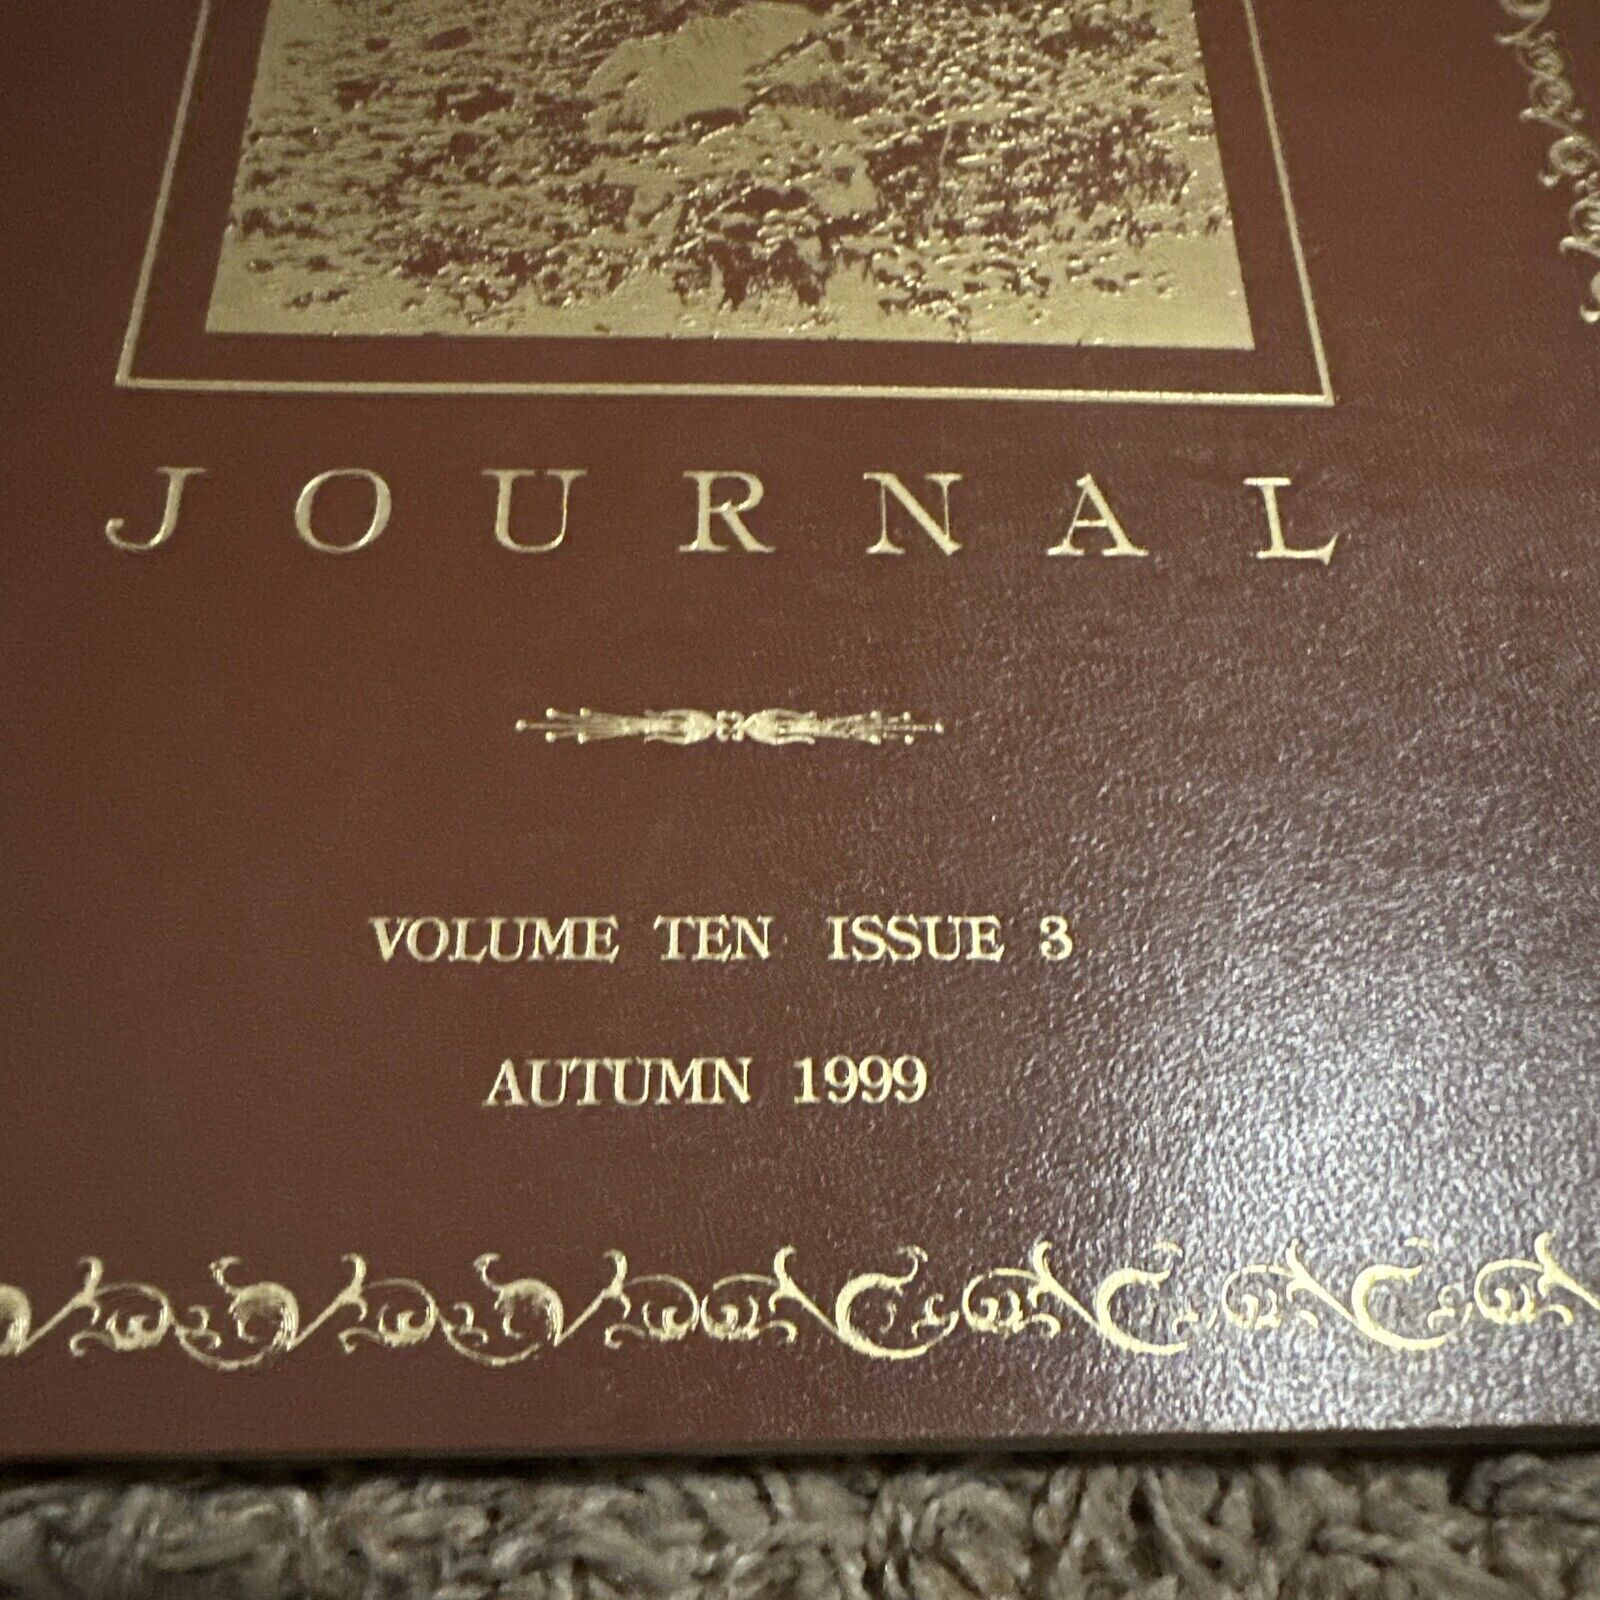 JOURNAL
VOLUME TEN ISSUE 3
AUTUMN 1999